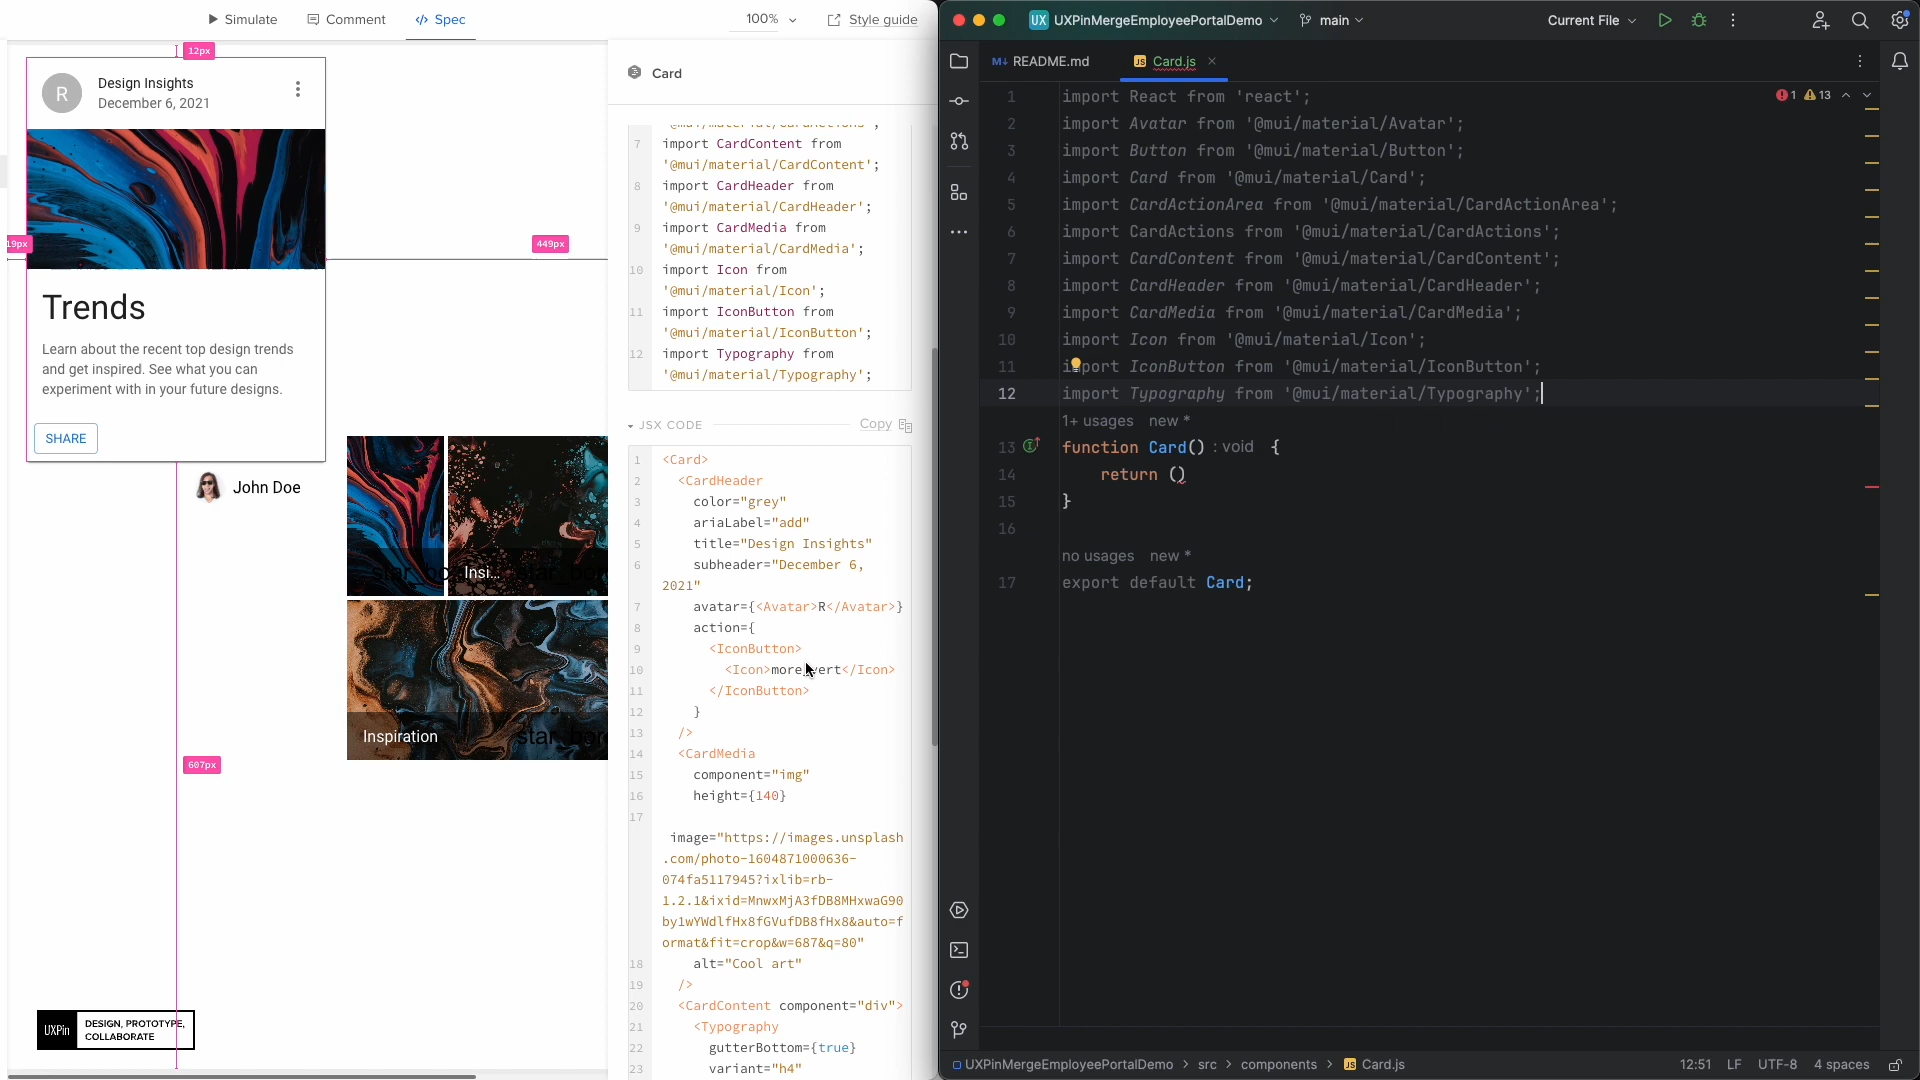 Simulate
Comment
</> Spec
100%
Style guide
12px
R
Design Insights
December 6, 2021
19px
449px
Trends
Learn about the recent top design trends
and get inspired. See what you can
experiment with in your future designs.
SHARE
John Doe
Insi...
Inspiration
607px
UXPin
DESIGN, PROTOTYPE,
COLLABORATE
Card
'@mui/material/CardActions';
7 import CardContent from
'@mui/material/CardContent';
8 import CardHeader from
'@mui/material/CardHeader';
9 import CardMedia from
'@mui/material/CardMedia';
10 import Icon from
'@mui/material/Icon';
11 import IconButton from
'@mui/material/IconButton';
12 import Typography from
'@mui/material/Typography';
JSX CODE
Copy
1 <Card>
2 <CardHeader
3 color="grey"
4 ariaLabel="add"
5 title="Design Insights"
6 subheader="December 6,
2021"
7 avatar={<Avatar>R</Avatar>}
8 action={
9 <IconButton>
10 <Icon>more_vert</Icon>
11 </IconButton>
12 }
13 />
14 <CardMedia
15 component="img"
16 height={140}
17
image="https://images.unsplash
.com/photo-1604871000636-
074fa5117945?ixlib=rb-
1.2.1&ixid=MnwxMjA3fDB8MHxwaG90
by1wYWdlfHx8fGVufDB8fHx8&auto=f
ormat&fit=crop&w=687&q=80"
18 alt="Cool art"
19 />
20 <CardContent component="div">
21 <Typography
22 gutterBottom={true}
23 variant="h4"
UX UXPinMergeEmployeePortalDemo
main
Current File
M↓ README.md
JS Card.js
1 13
1 import React from 'react';
2 import Avatar from '@mui/material/Avatar';
3 import Button from '@mui/material/Button';
4 import Card from '@mui/material/Card';
5 import CardActionArea from '@mui/material/CardActionArea';
6 import CardActions from '@mui/material/CardActions';
7 import CardContent from '@mui/material/CardContent';
8 import CardHeader from '@mui/material/CardHeader';
9 import CardMedia from '@mui/material/CardMedia';
10 import Icon from '@mui/material/Icon';
11 import IconButton from '@mui/material/IconButton';
12 import Typography from '@mui/material/Typography';
1+ usages new *
13 function Card() : void {
14 return ()
15 }
16
no usages new *
17 export default Card;
UXPinMergeEmployeePortalDemo > src > components > JS Card.js
12:51 LF UTF-8 4 spaces